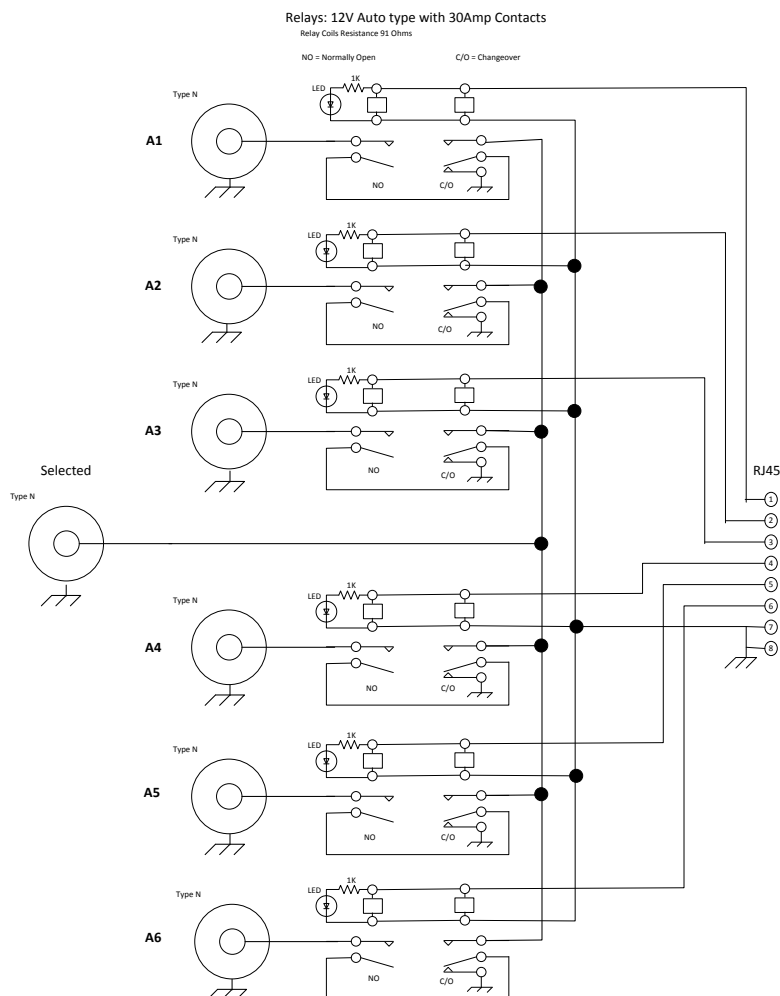 Relays: 12V Auto type with 30Amp Contacts
Relay Coils Resistance 91 Ohms
NO = Normally Open
C/O = Changeover
1K
LED
Type N
A1
NO
C/O
Type N
1K
LED
A2
NO
C/O
Type N
1K
LED
A3
NO
C/O
Selected
Type N
RJ45
1
2
3
4
5
6
7
8
Type N
1K
LED
A4
NO
C/O
Type N
1K
LED
A5
NO
C/O
Type N
1K
LED
A6
NO
C/O